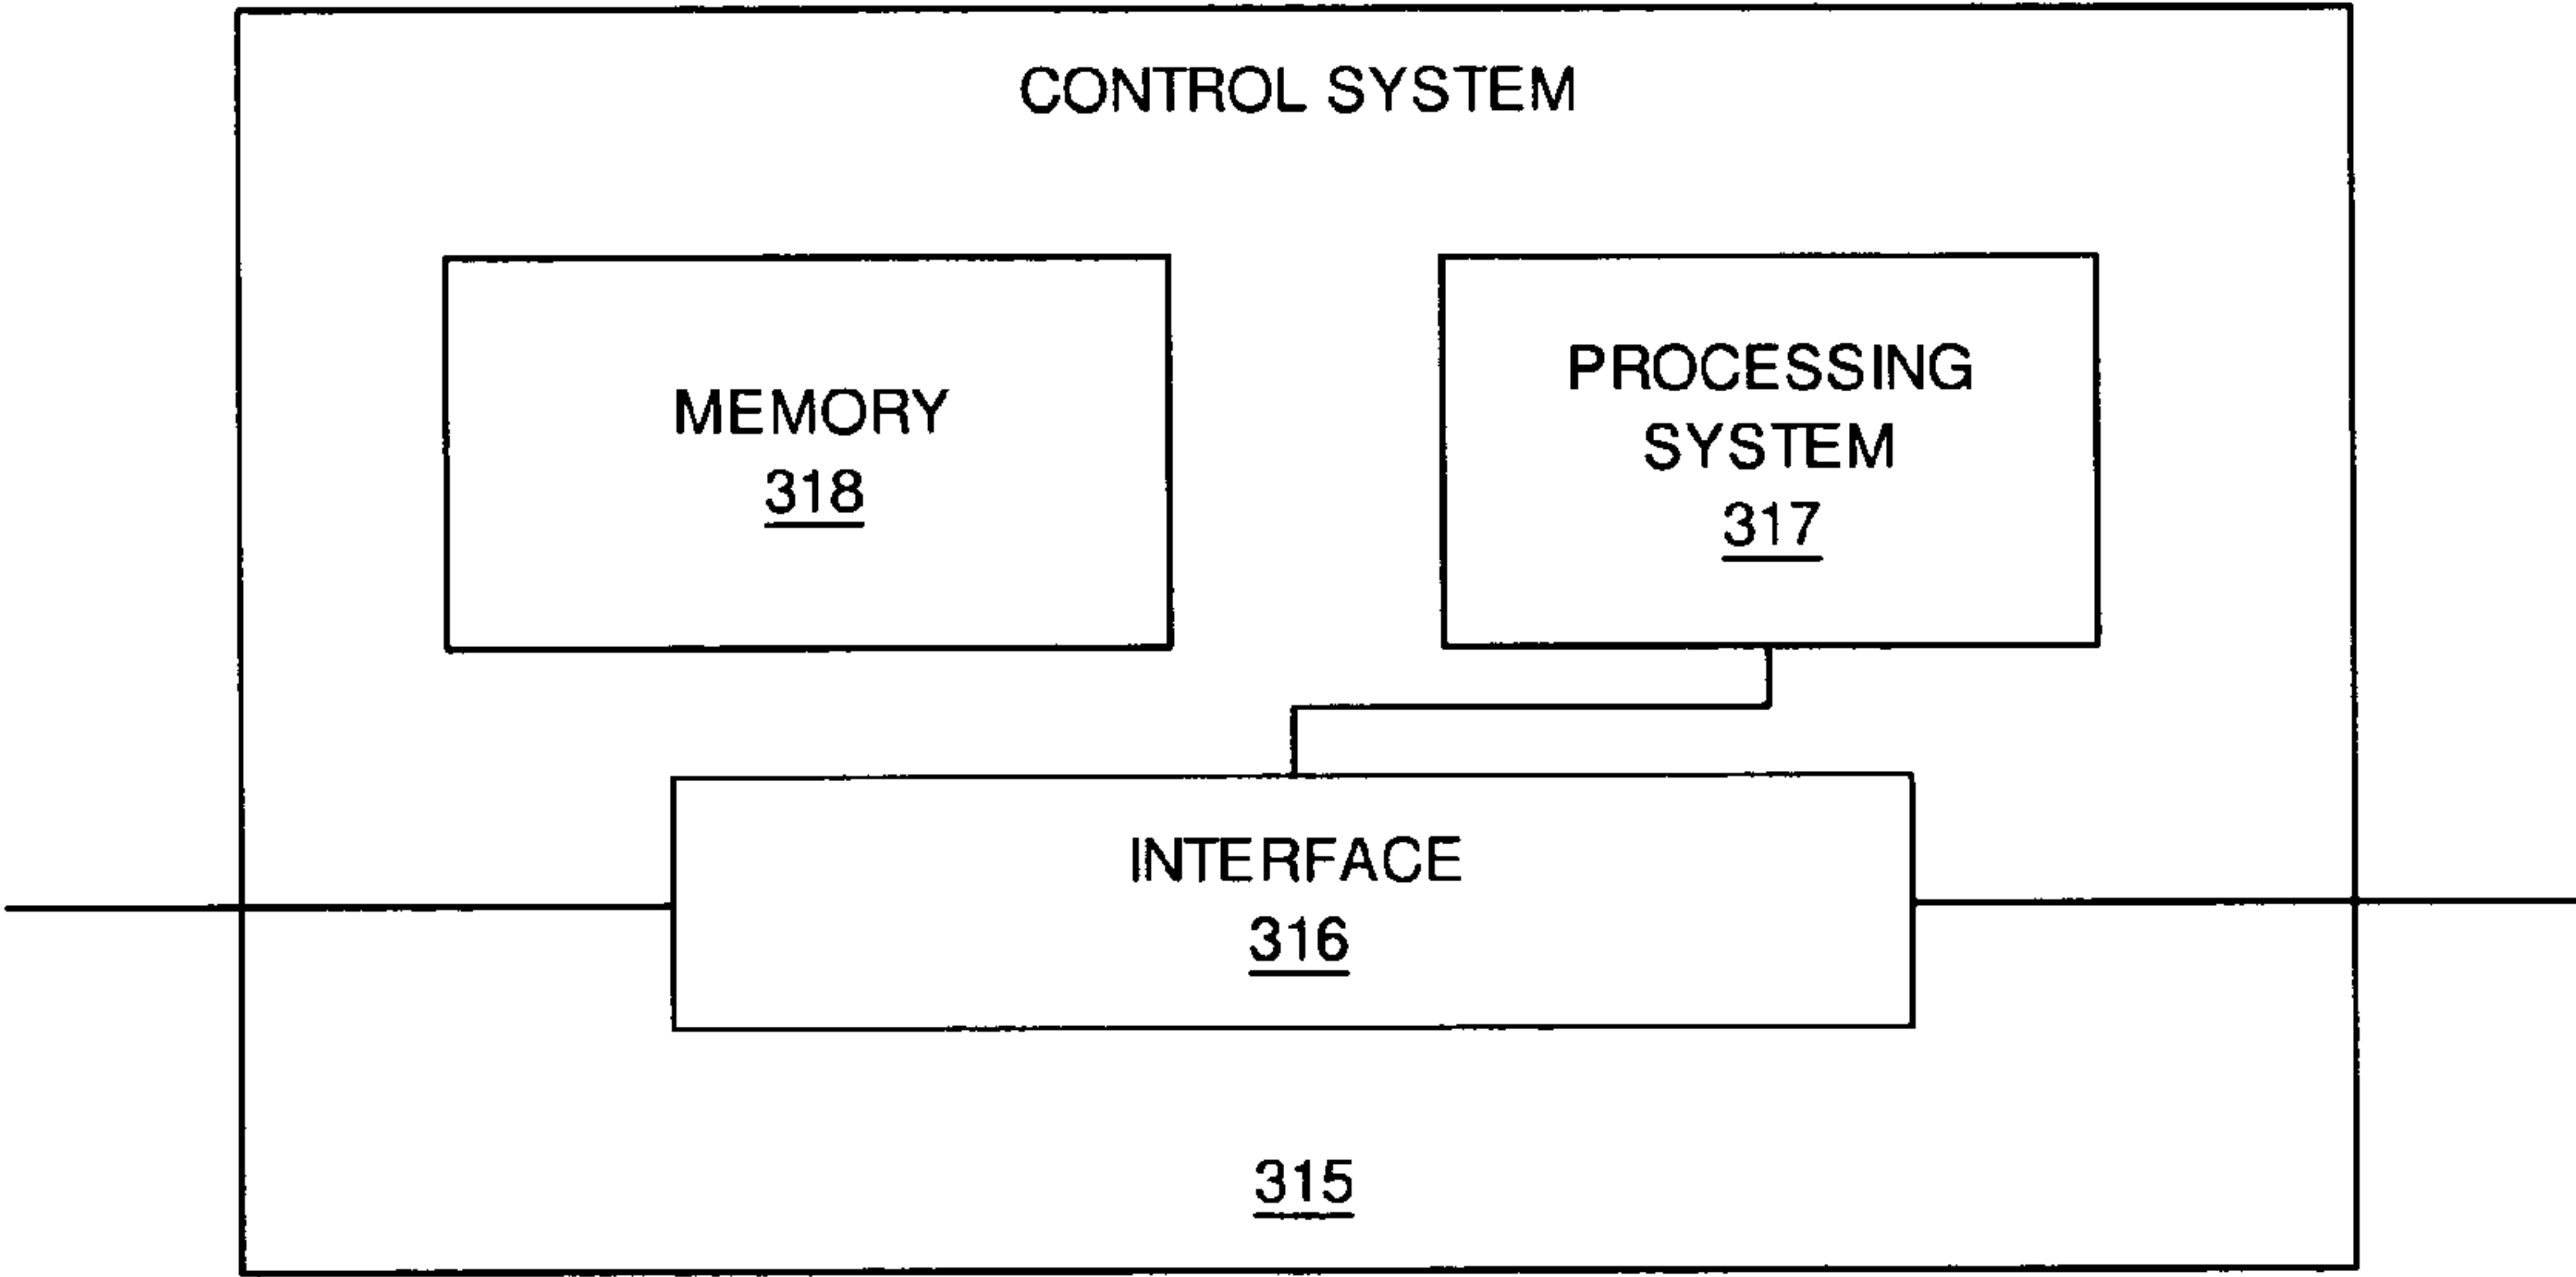 CONTROL SYSTEM
MEMORY
318
PROCESSING
SYSTEM
317
INTERFACE
316
315